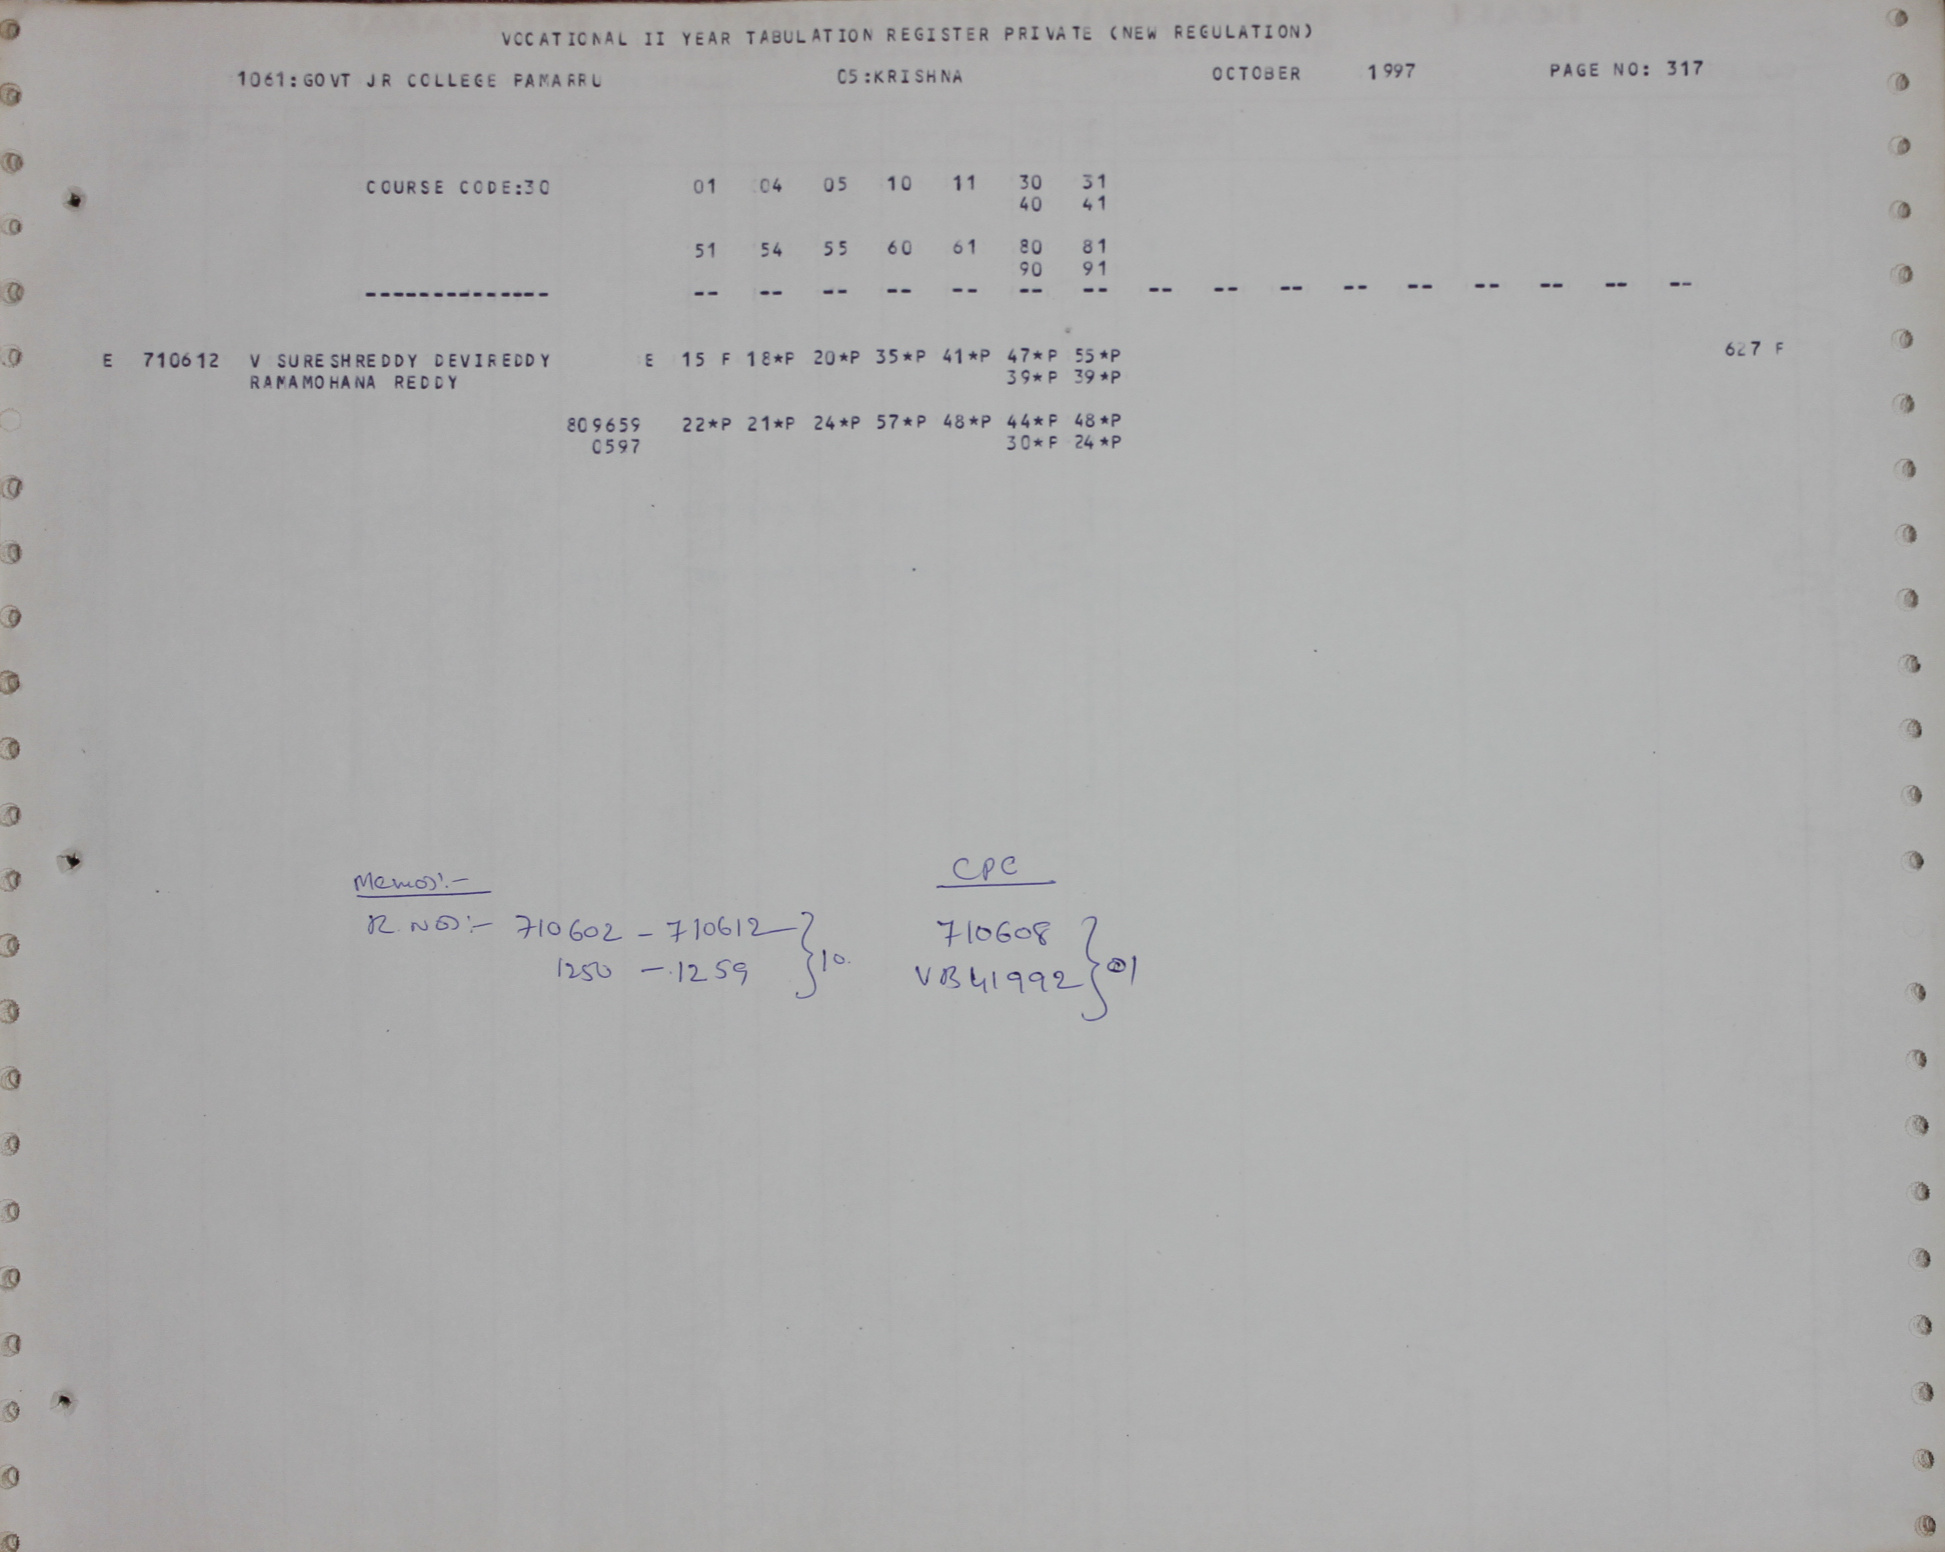 VOCATIONAL II YEAR TABULATION REGISTER PRIVATE (NEW REGULATION)
1061:GOVT JR COLLEGE PAMARRU 05:KRISHNA OCTOBER 1997 PAGE NO: 317
COURSE CODE:30 01 04 05 10 11 30 31
40 41
51 54 55 60 61 80 81
90 91
-------------- -- -- -- -- -- -- -- -- -- -- -- -- -- -- -- --
E 710612 V SURESHREDDY DEVIREDDY E 15 F 18*P 20*P 35*P 41*P 47*P 55*P 627 F
RAMAMOHANA REDDY 39*P 39*P
809659 22*P 21*P 24*P 57*P 48*P 44*P 48*P
0597 30*P 24*P
Memos:- CPC
R.NOs:- 710602 - 710612 } 10. 710608 } 01
1250 - 1259 VB41992